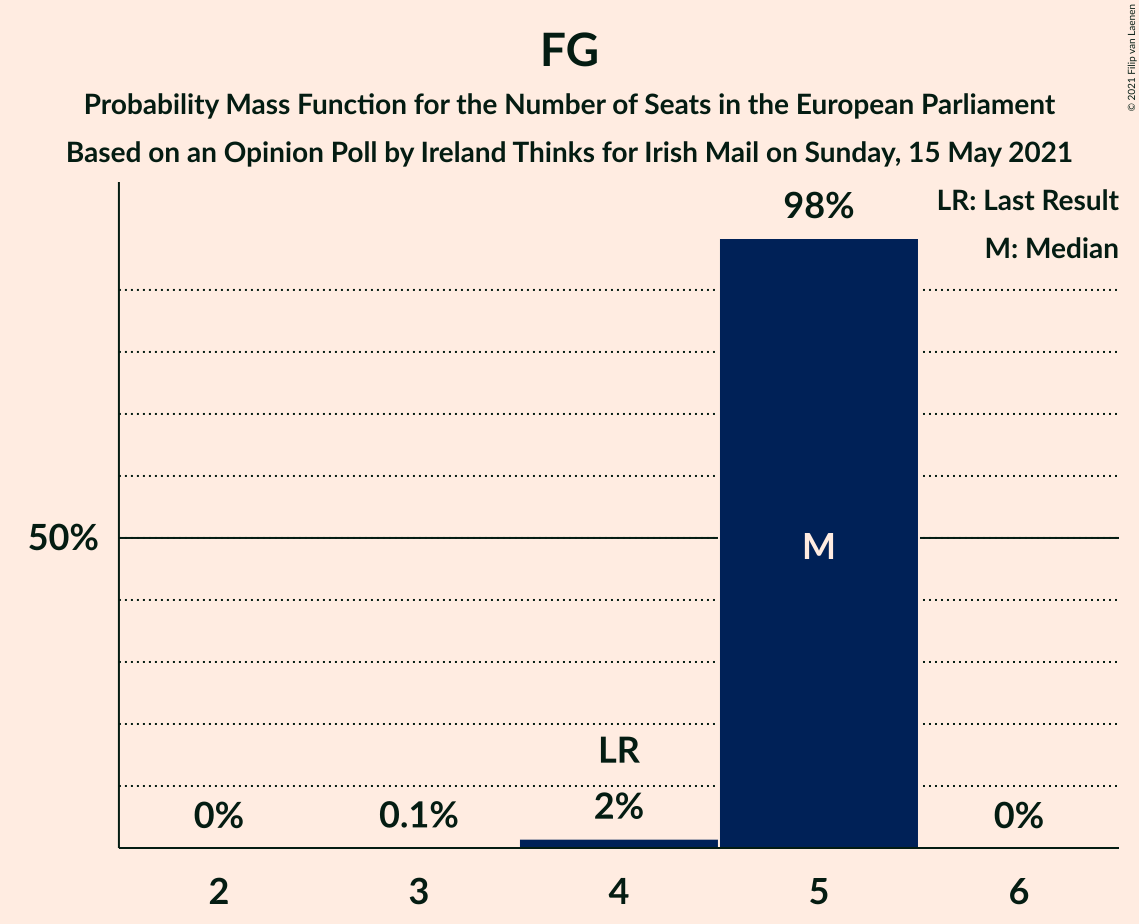 FG
Probability Mass Function for the Number of Seats in the European Parliament
Based on an Opinion Poll by Ireland Thinks for Irish Mail on Sunday, 15 May 2021
© 2021 Filip van Laenen
LR: Last Result
M: Median
98%
50%
M
LR
0%
0.1%
2%
0%
2
3
4
5
6